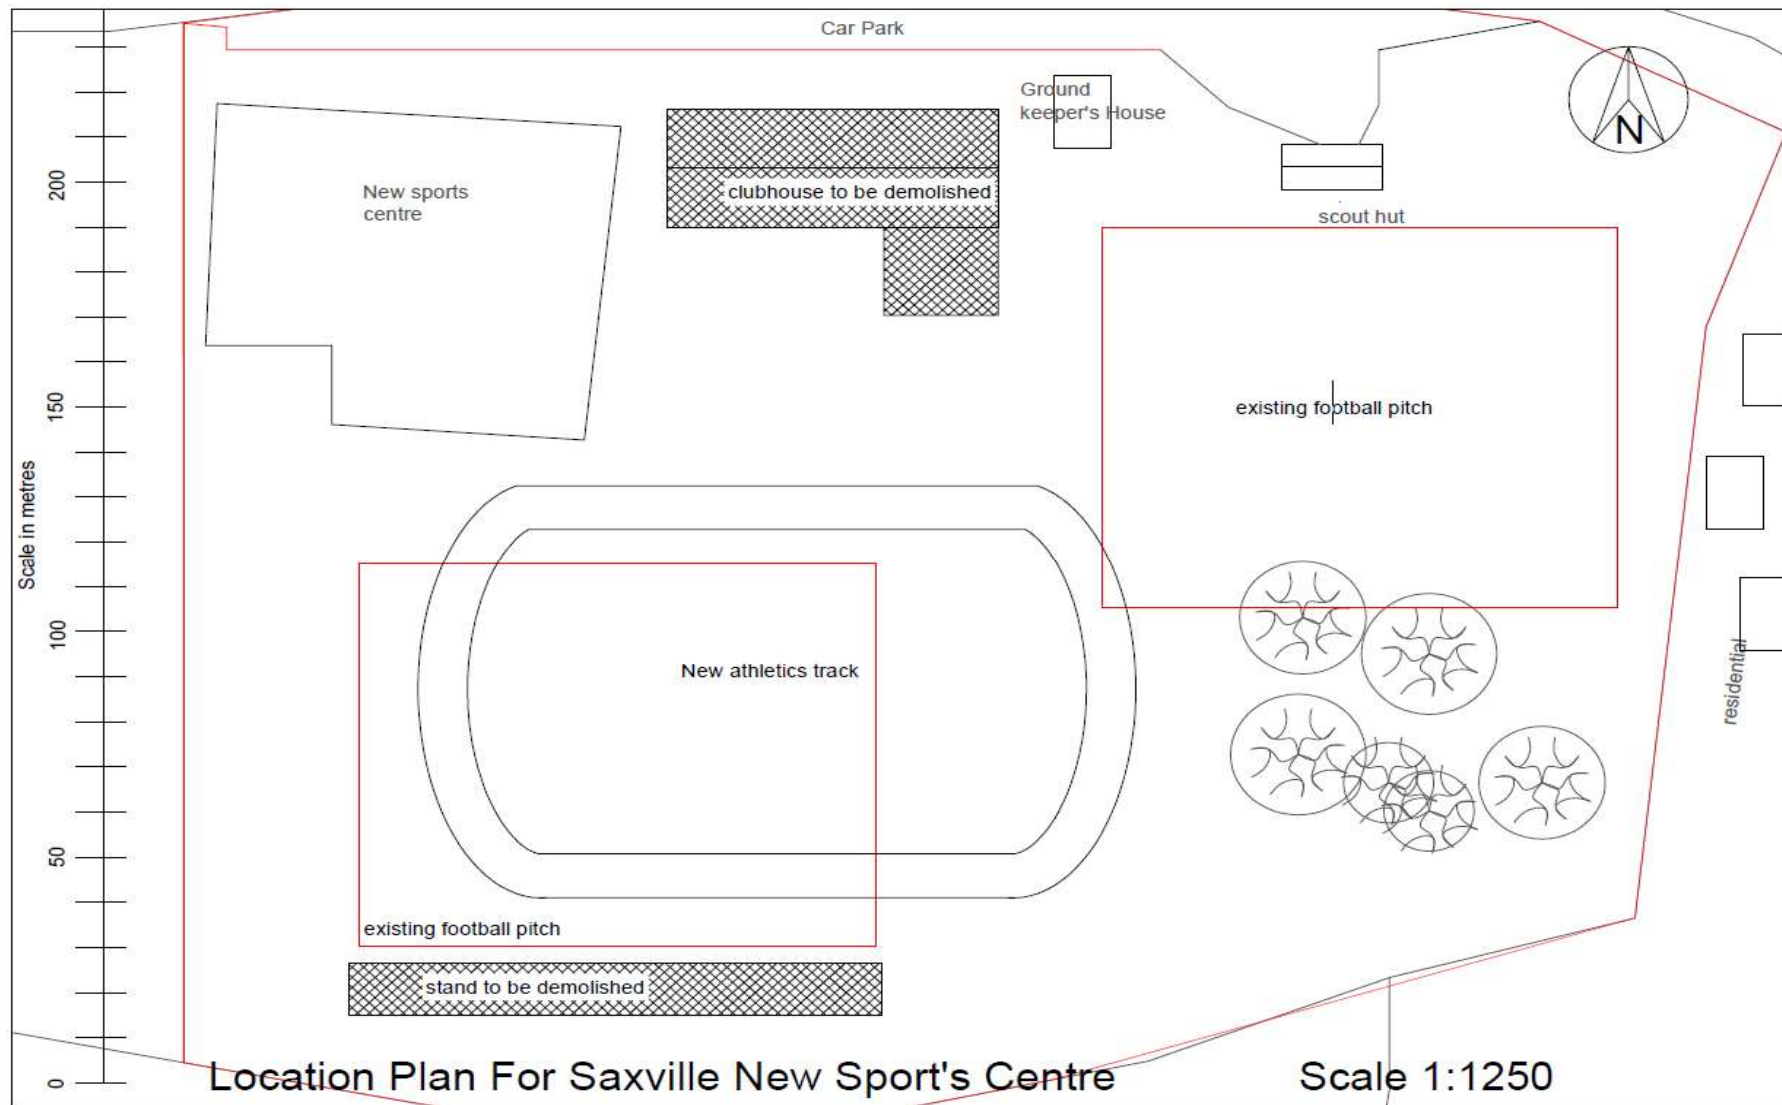 Car Park
Ground
keeper's House
N
200
New sports
centre
clubhouse to be demolished
scout hut
150
existing football pitch
Scale in metres
100
New athletics track
residential
50
existing football pitch
stand to be demolished
0
Location Plan For Saxville New Sport's Centre
Scale 1:1250